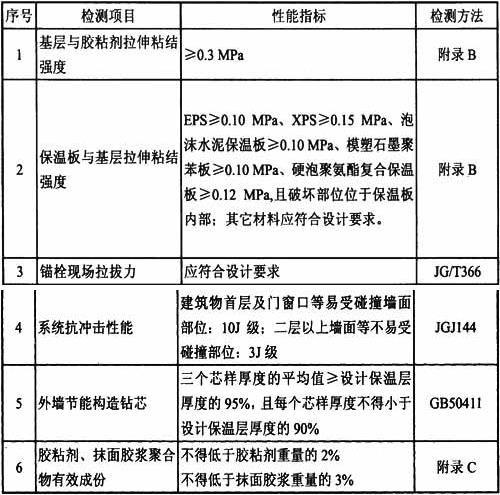 序号 检测项目 性能指标 检测方法
1 基层与胶粘剂拉伸粘结强度 ≥0.3 MPa 附录 B
2 保温板与基层拉伸粘结强度 EPS≥0.10 MPa、XPS≥0.15 MPa、泡
沫水泥保温板≥0.10 MPa、模塑石墨聚
苯板≥0.10 MPa、硬泡聚氨酯复合保温
板≥0.12 MPa,且破坏部位位于保温板
内部；其它材料应符合设计要求。 附录 B
3 锚栓现场拉拔力 应符合设计要求 JG/T366
4 系统抗冲击性能 建筑物首层及门窗口等易受碰撞墙面
部位：10J 级；二层以上墙面等不易受
碰撞部位：3J 级 JGJ144
5 外墙节能构造钻芯 三个芯样厚度的平均值≥设计保温层
厚度的 95%，且每个芯样厚度不得小于
设计保温层厚度的 90% GB50411
6 胶粘剂、抹面胶浆聚合
物有效成份 不得低于胶粘剂重量的 2%
不得低于抹面胶浆重量的 3% 附录 C